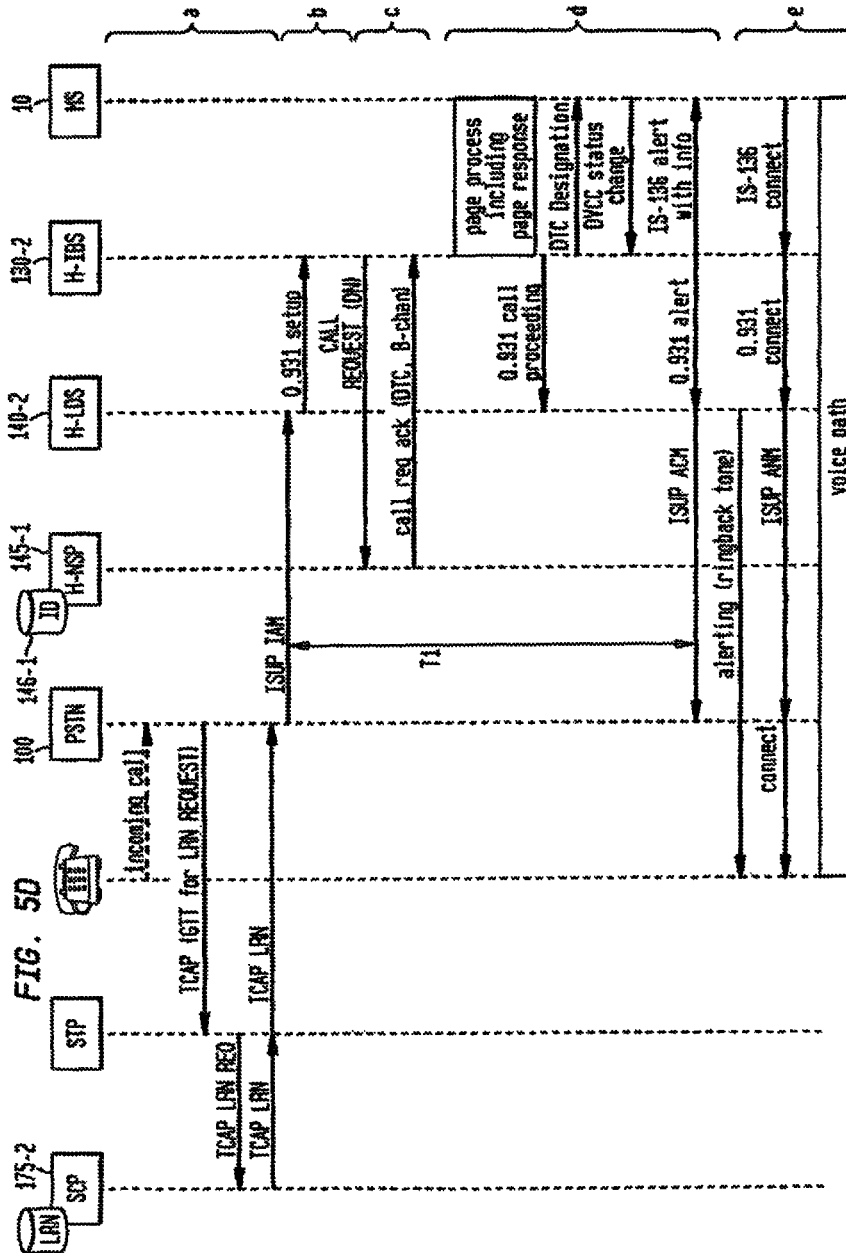 FIG. 5D
LRN
SCP
175-2
STP
PSTN
100
ID
146-1
H-NSP
145-1
H-LDS
140-2
H-IBS
130-2
MS
10
incoming call
TCAP (GTT for LRN REQUEST)
TCAP LRN REQ
TCAP LRN
TCAP LRN
a
ISUP IAM
Q.931 setup
b
CALL
REQUEST (DN)
call req ack (DTC, B-chan)
c
T1
page process
including
page response
Q.931 call
proceeding
DTC Designation
DVCC status
change
IS-136 alert
with info
Q.931 alert
ISUP ACM
d
alerting (ringback tone)
IS-136
connect
Q.931
connect
ISUP ANM
connect
e
voice path